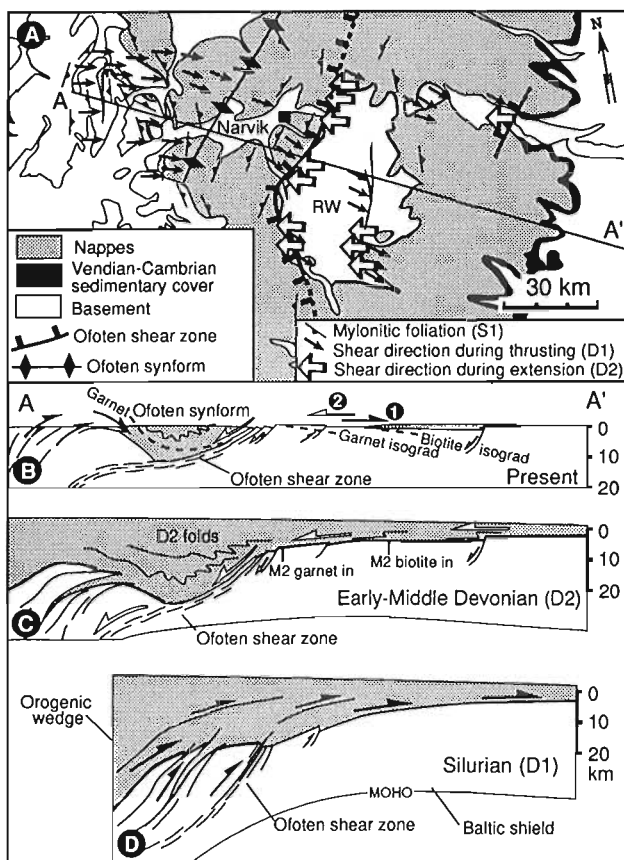 A
N
A
Narvik
RW
A'
30 km
Nappes
Vendian-Cambrian
sedimentary cover
Basement
Ofoten shear zone
Ofoten synform
Mylonitic foliation (S1)
Shear direction during thrusting (D1)
Shear direction during extension (D2)
A
A'
Garnet
Ofoten synform
2
1
Garnet isograd
Biotite isograd
Ofoten shear zone
B
Present
0
10
20
D2 folds
M2 garnet in
M2 biotite in
0
10
20
Early-Middle Devonian (D2)
C
Ofoten shear zone
Orogenic
wedge
0
10
20
km
Silurian (D1)
MOHO
D
Ofoten shear zone
Baltic shield